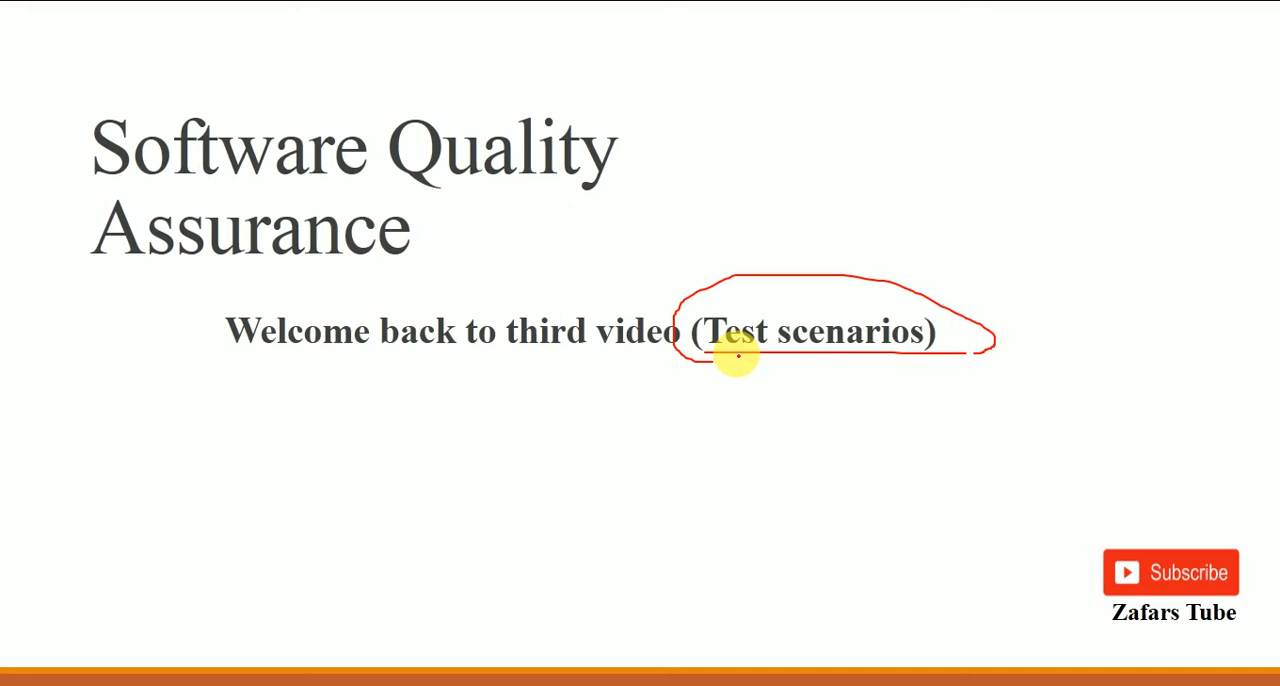 Software Quality
Assurance
Welcome back to third video (Test scenarios)
Subscribe
Zafars Tube